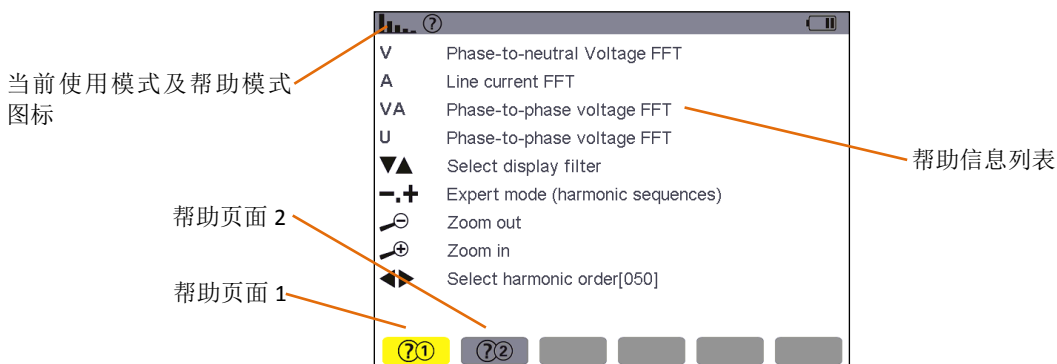 ?
V Phase-to-neutral Voltage FFT
A Line current FFT
VA Phase-to-phase voltage FFT
U Phase-to-phase voltage FFT
▼▲ Select display filter
−.+ Expert mode (harmonic sequences)
Zoom out
Zoom in
◀▶ Select harmonic order[050]
?1 ?2
当前使用模式及帮助模式
图标
帮助信息列表
帮助页面 2
帮助页面 1